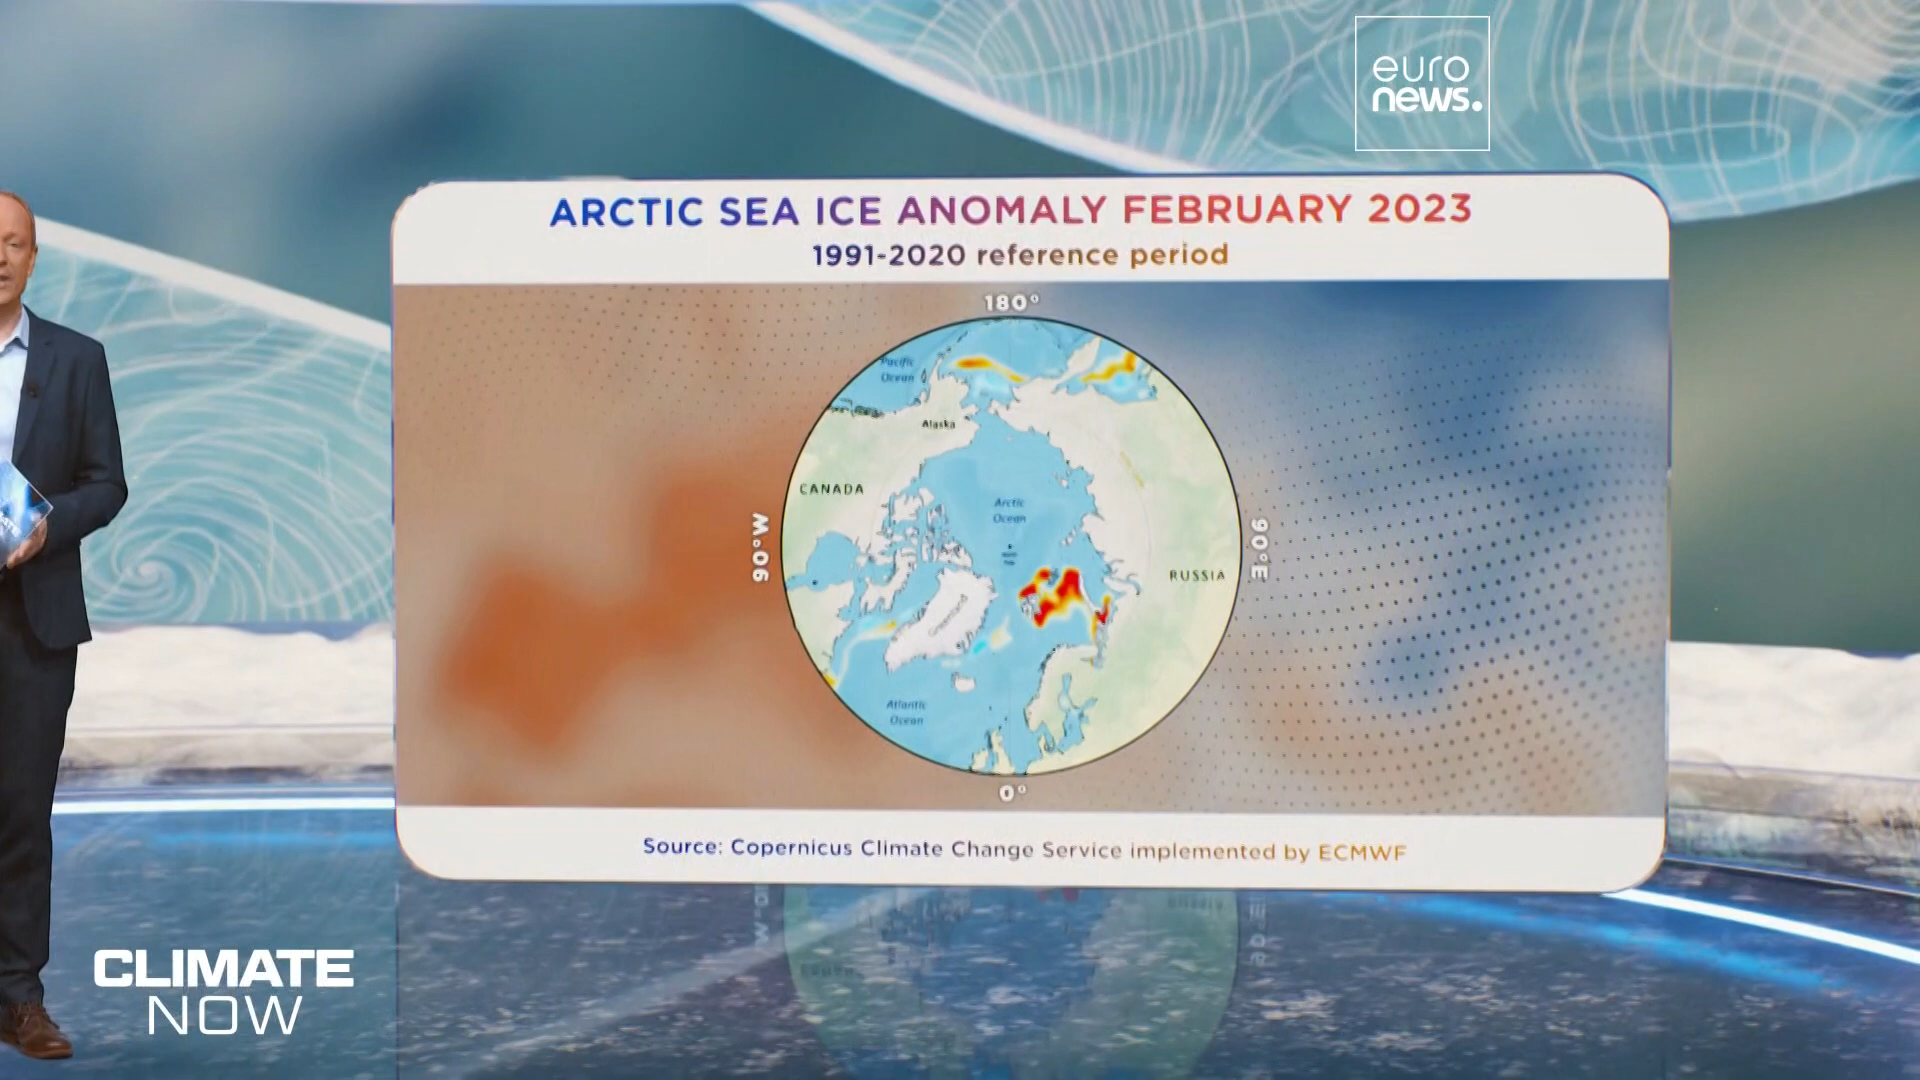 euro
news.
ARCTIC SEA ICE ANOMALY FEBRUARY 2023
1991-2020 reference period
180°
Pacific
Ocean
Alaska
CANADA
Arctic
Ocean
90°W
90°E
RUSSIA
Greenland
Atlantic
Ocean
0°
Source: Copernicus Climate Change Service implemented by ECMWF
CLIMATE
NOW